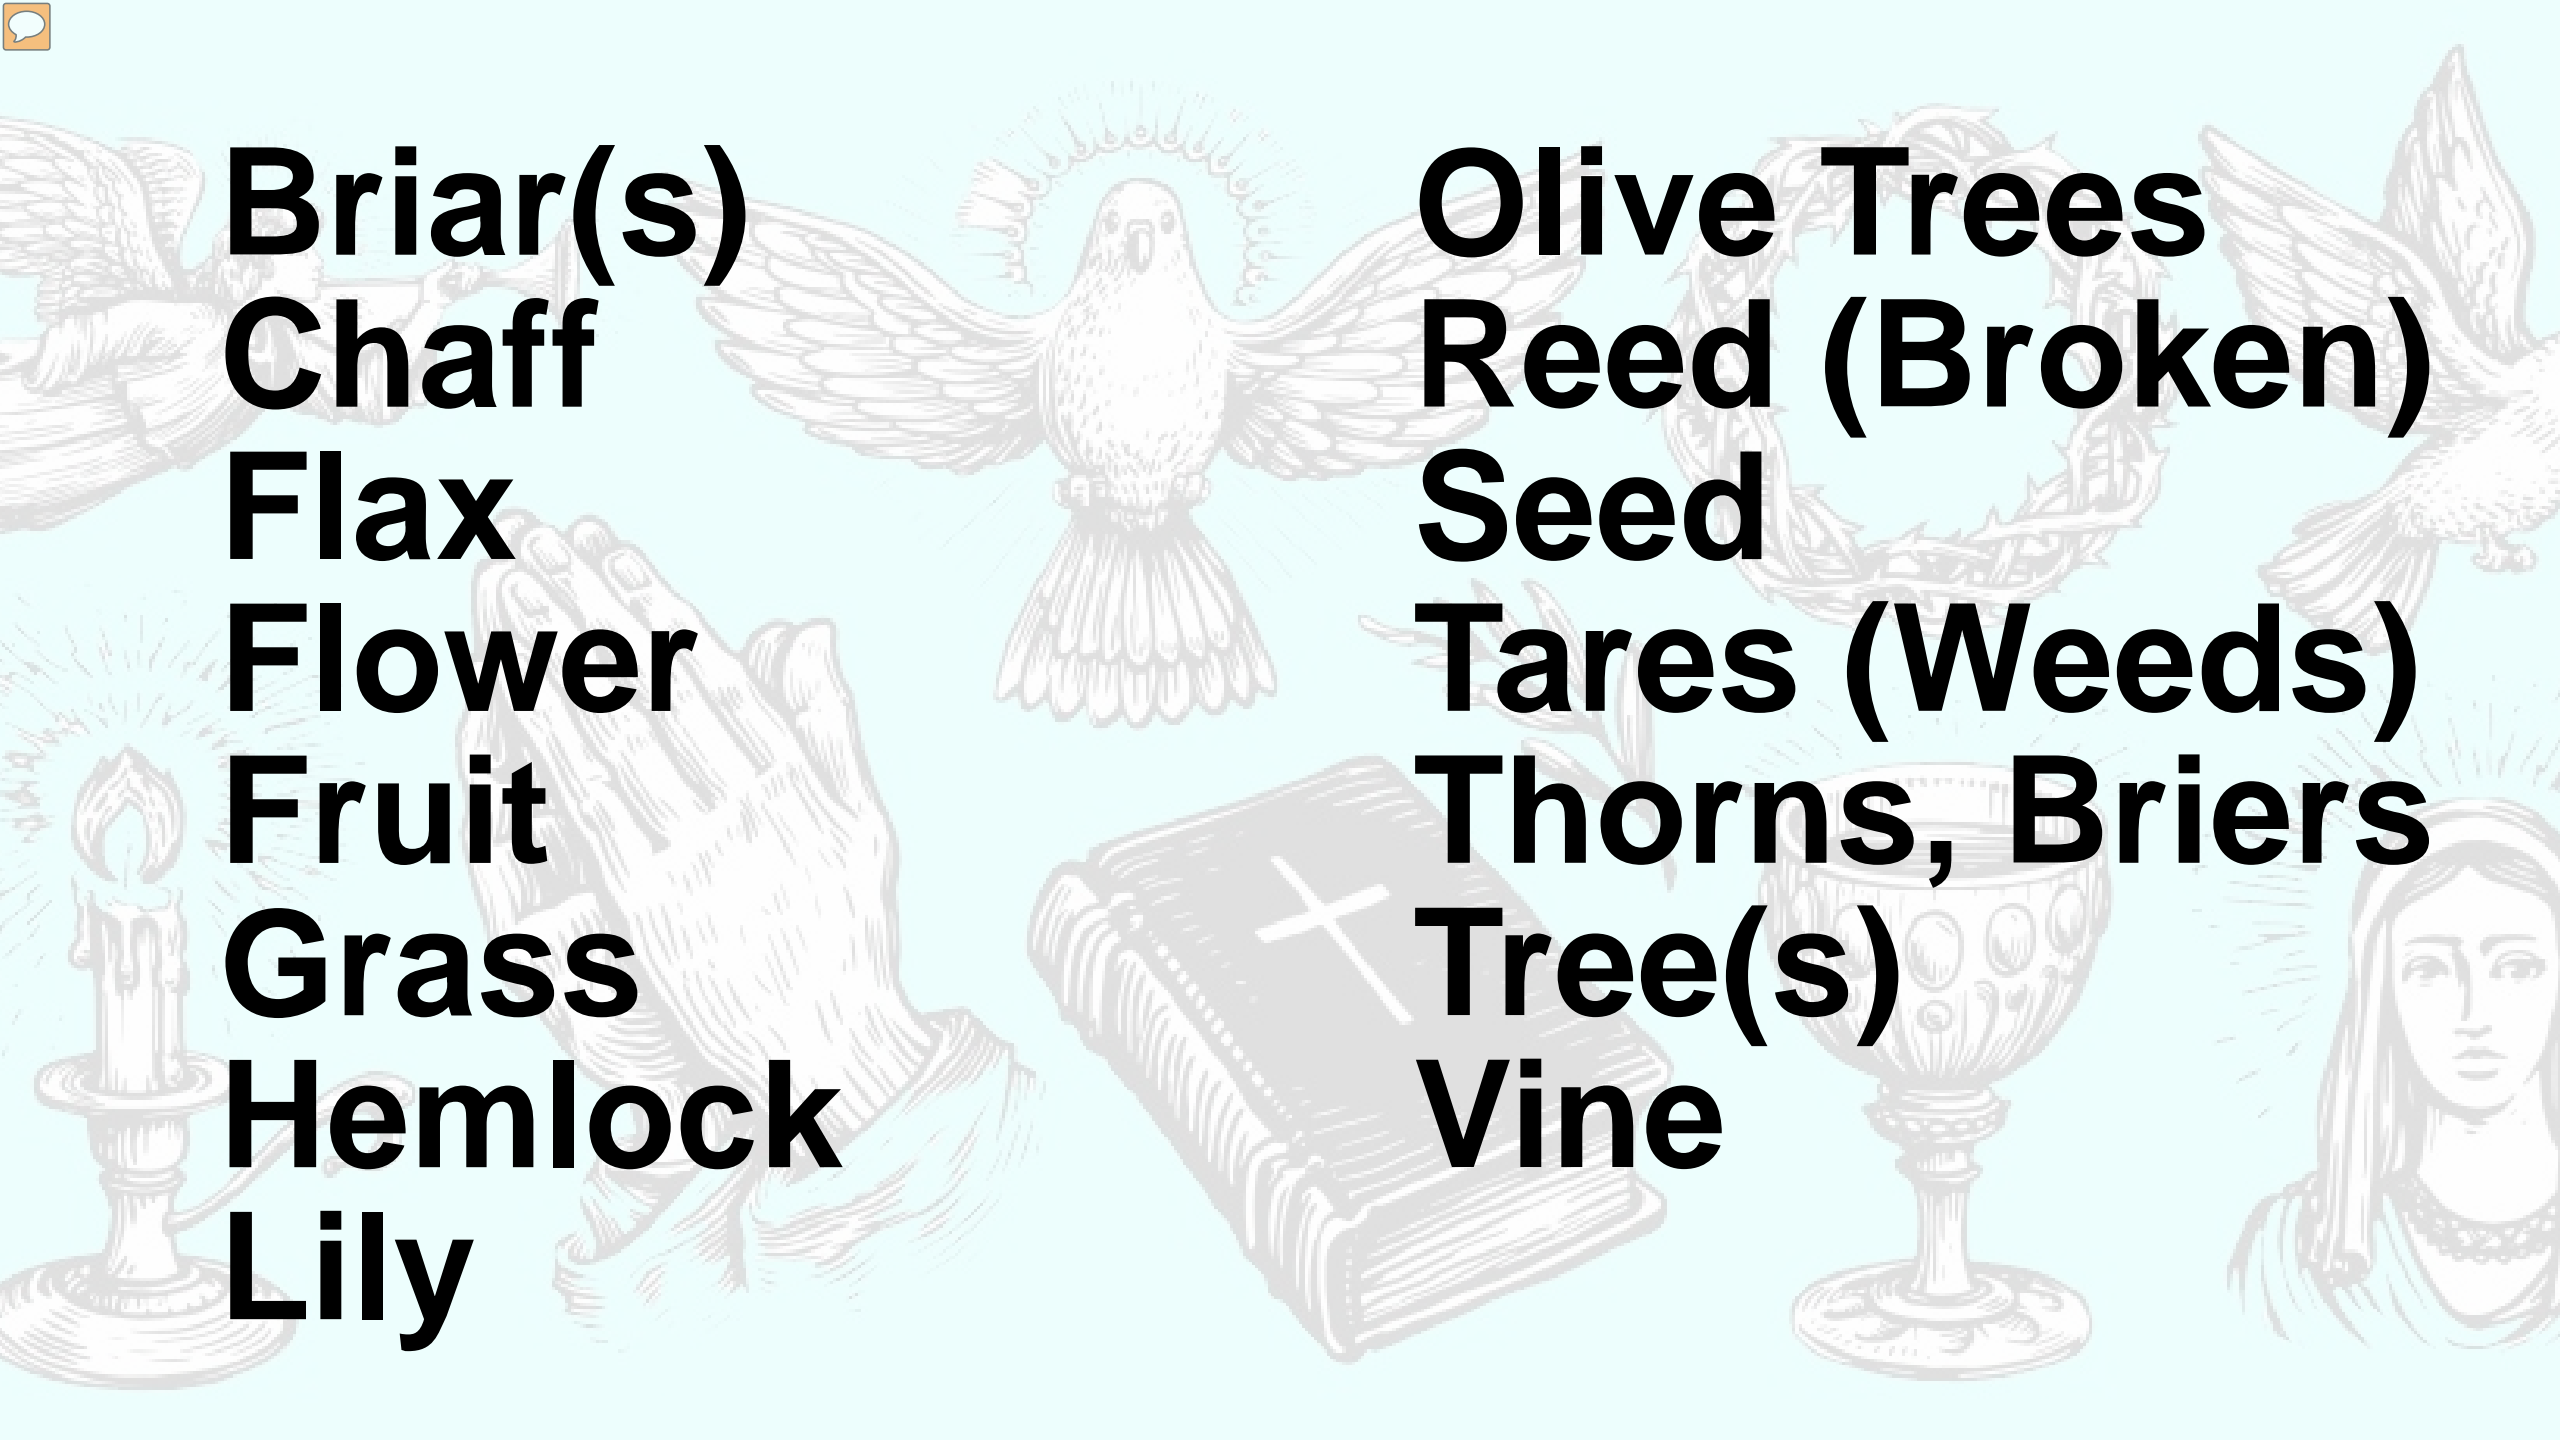 Briar(s)
Chaff
Flax
Flower
Fruit
Grass
Hemlock
Lily
Olive Trees
Reed (Broken)
Seed
Tares (Weeds)
Thorns, Briers
Tree(s)
Vine